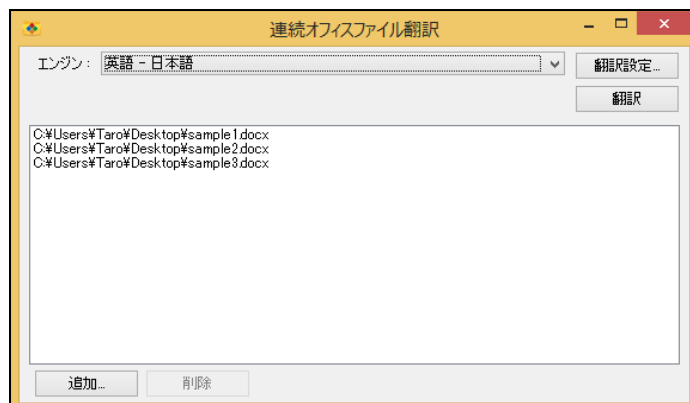 連続オフィスファイル翻訳
エンジン： 英語 - 日本語 翻訳設定...
翻訳
C:¥Users¥Taro¥Desktop¥sample1.docx
C:¥Users¥Taro¥Desktop¥sample2.docx
C:¥Users¥Taro¥Desktop¥sample3.docx
追加... 削除